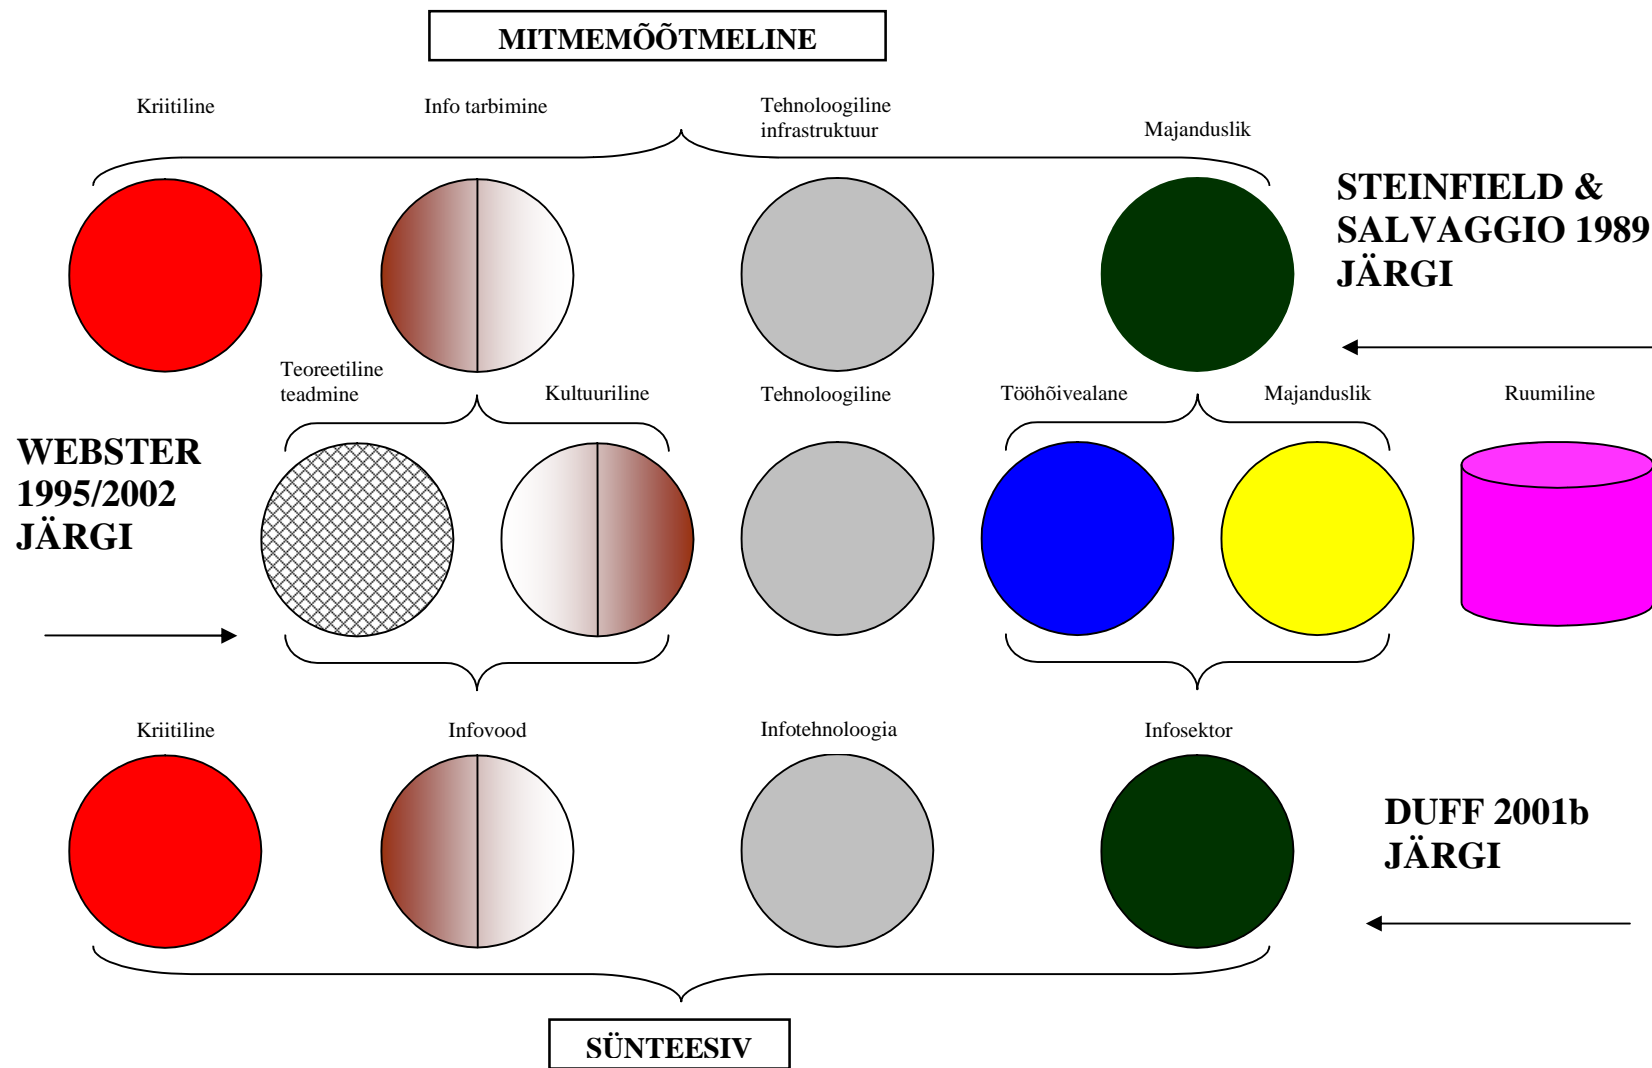 MITMEMÕÕTMELINE
Kriitiline
Info tarbimine
Tehnoloogiline
infrastruktuur
Majanduslik
STEINFIELD &
SALVAGGIO 1989
JÄRGI
Teoreetiline
teadmine
Kultuuriline
Tehnoloogiline
Tööhõivealane
Majanduslik
Ruumiline
WEBSTER
1995/2002
JÄRGI
Kriitiline
Infovood
Infotehnoloogia
Infosektor
DUFF 2001b
JÄRGI
SÜNTEESIV